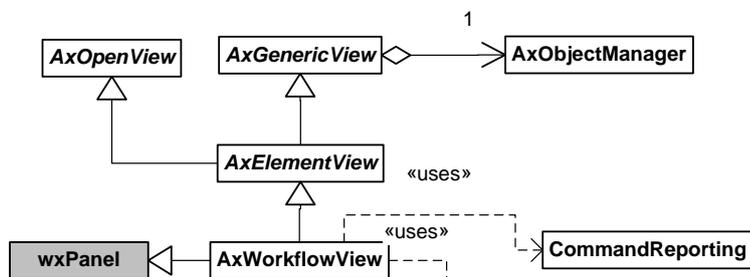 1
AxOpenView
AxGenericView
AxObjectManager
AxElementView
«uses»
«uses»
wxPanel
AxWorkflowView
CommandReporting